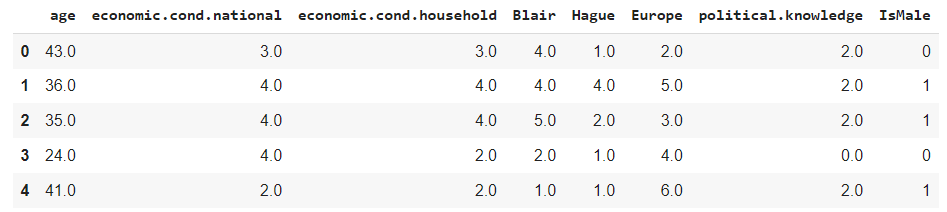 age economic.cond.national economic.cond.household Blair Hague Europe political.knowledge IsMale
0 43.0 3.0 3.0 4.0 1.0 2.0 2.0 0
1 36.0 4.0 4.0 4.0 4.0 5.0 2.0 1
2 35.0 4.0 4.0 5.0 2.0 3.0 2.0 1
3 24.0 4.0 2.0 2.0 1.0 4.0 0.0 0
4 41.0 2.0 2.0 1.0 1.0 6.0 2.0 1